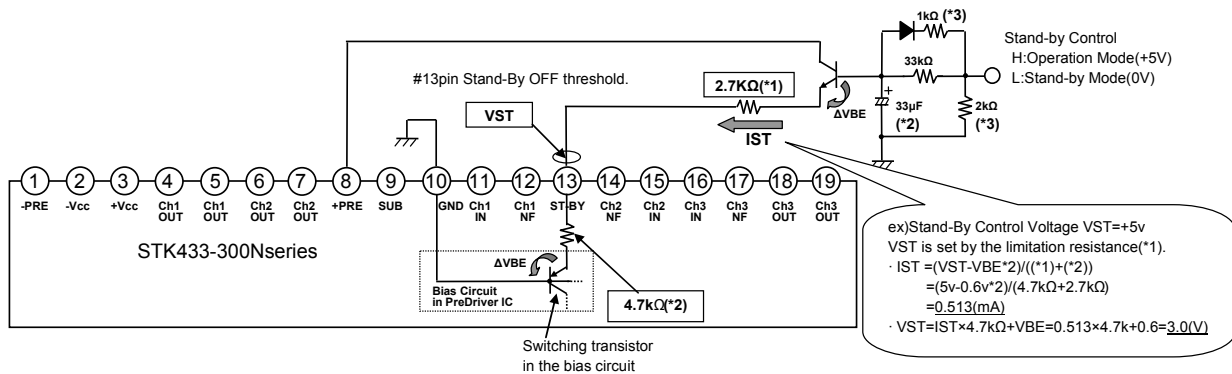 1kΩ (*3)
Stand-by Control
H:Operation Mode(+5V)
L:Stand-by Mode(0V)
33kΩ
#13pin Stand-By OFF threshold.
2.7KΩ(*1)
ΔVBE
+
33μF
(*2)
2kΩ
(*3)
VST
IST
1 2 3 4 5 6 7 8 9 10 11 12 13 14 15 16 17 18 19
-PRE -Vcc +Vcc Ch1 OUT Ch1 OUT Ch2 OUT Ch2 OUT +PRE SUB GND Ch1 IN Ch1 NF ST-BY Ch2 NF Ch2 IN Ch3 IN Ch3 NF Ch3 OUT Ch3 OUT
STK433-300Nseries
ΔVBE
Bias Circuit
in PreDriver IC
4.7kΩ(*2)
Switching transistor
in the bias circuit
ex)Stand-By Control Voltage VST=+5v
VST is set by the limitation resistance(*1).
· IST =(VST-VBE*2)/((*1)+(*2))
=(5v-0.6v*2)/(4.7kΩ+2.7kΩ)
=0.513(mA)
· VST=IST×4.7kΩ+VBE=0.513×4.7k+0.6=3.0(V)